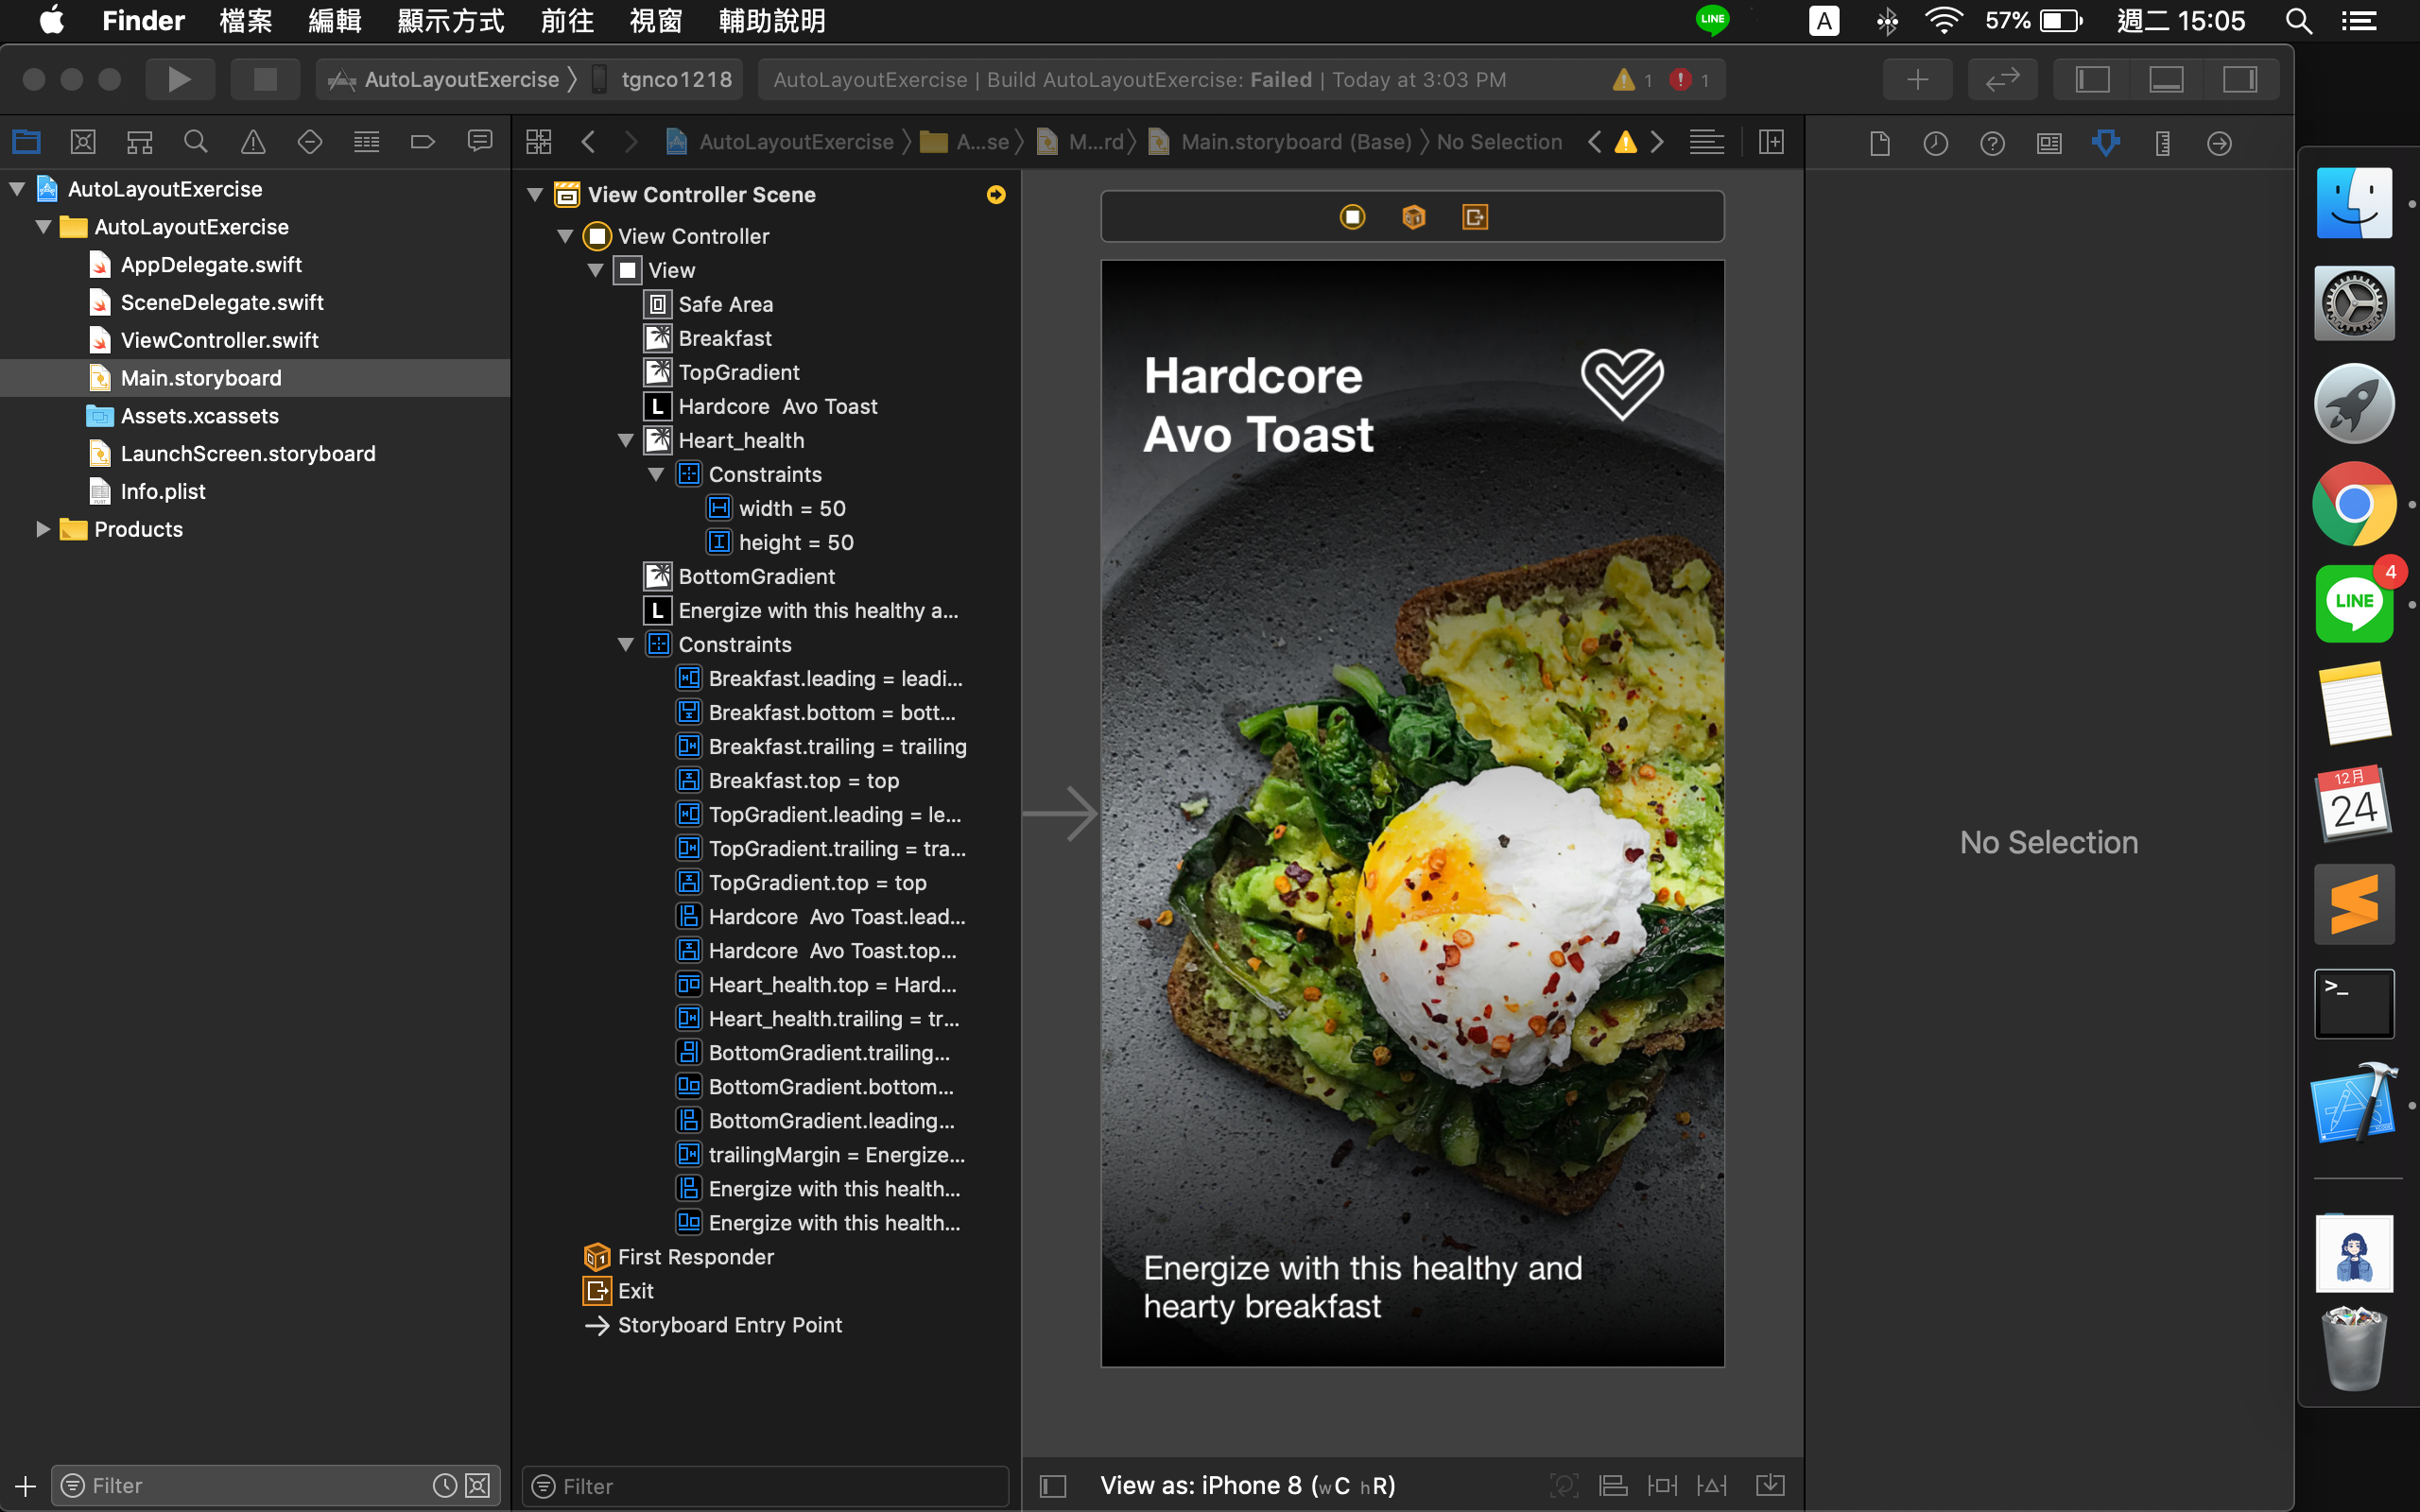 Finder 檔案 編輯 顯示方式 前往 視窗 輔助說明 LINE A 57% 週二 15:05
AutoLayoutExercise tgnco1218 AutoLayoutExercise | Build AutoLayoutExercise: Failed | Today at 3:03 PM 1 1
AutoLayoutExercise A...se M...rd Main.storyboard (Base) No Selection
AutoLayoutExercise
AutoLayoutExercise
AppDelegate.swift
SceneDelegate.swift
ViewController.swift
Main.storyboard
Assets.xcassets
LaunchScreen.storyboard
Info.plist
Products
Filter
View Controller Scene
View Controller
View
Safe Area
Breakfast
TopGradient
L Hardcore Avo Toast
Heart_health
Constraints
width = 50
height = 50
BottomGradient
L Energize with this healthy a...
Constraints
Breakfast.leading = leadi...
Breakfast.bottom = bott...
Breakfast.trailing = trailing
Breakfast.top = top
TopGradient.leading = le...
TopGradient.trailing = tra...
TopGradient.top = top
Hardcore Avo Toast.lead...
Hardcore Avo Toast.top...
Heart_health.top = Hard...
Heart_health.trailing = tr...
BottomGradient.trailing...
BottomGradient.bottom...
BottomGradient.leading...
trailingMargin = Energize...
Energize with this health...
Energize with this health...
First Responder
Exit
Storyboard Entry Point
Filter
Hardcore
Avo Toast
Energize with this healthy and
hearty breakfast
View as: iPhone 8 (wC hR)
No Selection
4
LINE
12月
24
>_